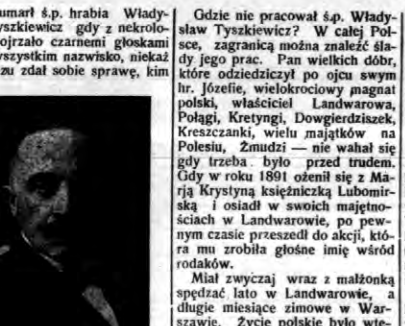 umarł ś.p. hrabia Włady-
yszkiewicz gdy z nekrolo-
ojrzało czarnemi głoskami
yszystkim nazwisko, niekaż
zu zdał sobie sprawę, kim
Gdzie nie pracował ś.p. Włady-
sław Tyszkiewicz? W całej Pol-
sce, zagranicą można znaleźć śla-
dy jego prac. Pan wielkich dóbr,
które odziedziczył po ojcu swym
hr. Józefie, wielokrociowy magnat
polski, właściciel Landwarowa,
Połągi, Kretyngi, Dowgierdziszek,
Kreszczanki, wielu majątków na
Polesiu, Żmudzi — nie wahał się
gdy trzeba było przed trudem.
Gdy w roku 1891 ożenił się z Ma-
rją Krystyną księżniczką Lubomir-
ską i osiadł w swoich majętno-
ściach w Landwarowie, po pew-
nym czasie przeszedł do akcji, któ-
ra mu zrobiła głośne imię wśród
rodaków.
Miał zwyczaj wraz z małżonką
spędzać lato w Landwarowie, a
długie miesiące zimowe w War-
szawie. Życie polskie było wte-